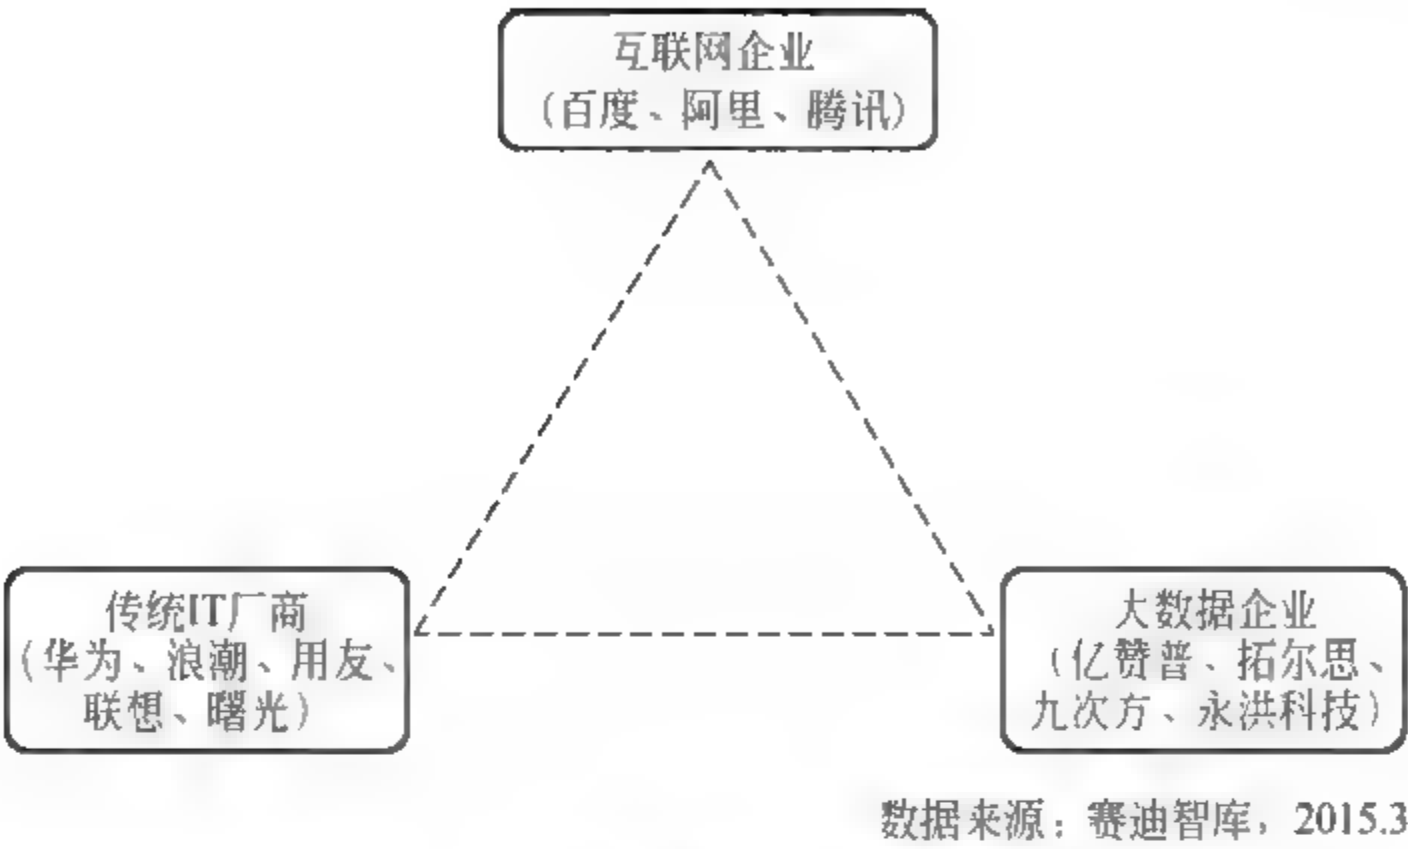 互联网企业
(百度、阿里、腾讯)
传统IT厂商
(华为、浪潮、用友、
联想、曙光)
大数据企业
(亿赞普、拓尔思、
九次方、永洪科技)
数据来源：赛迪智库，2015.3